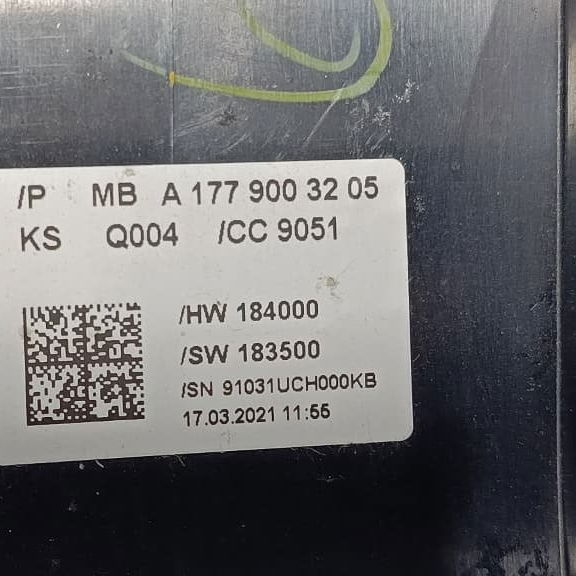 /P MB A 177 900 32 05
KS Q004 /CC 9051
/HW 184000
/SW 183500
/SN 91031UCH000KB
17.03.2021 11:55